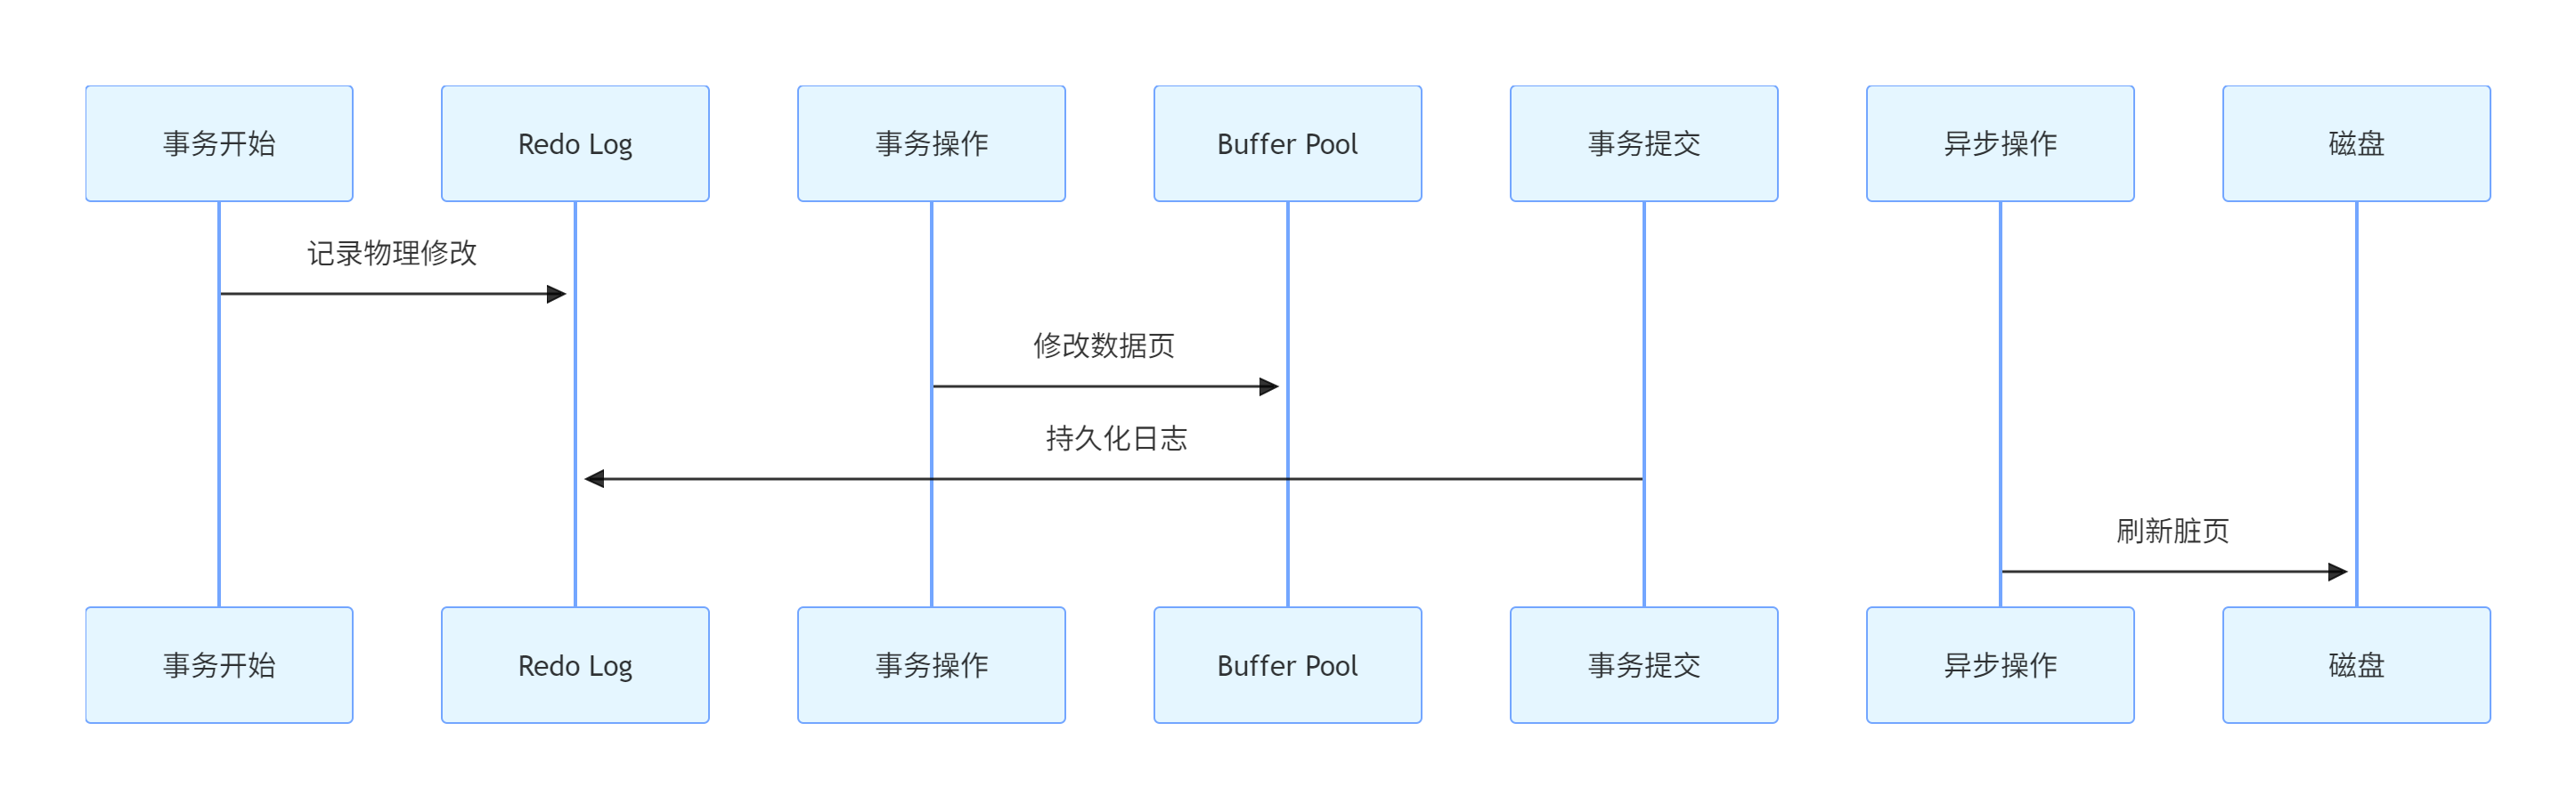 事务开始
Redo Log
事务操作
Buffer Pool
事务提交
异步操作
磁盘
记录物理修改
修改数据页
持久化日志
刷新脏页
事务开始
Redo Log
事务操作
Buffer Pool
事务提交
异步操作
磁盘